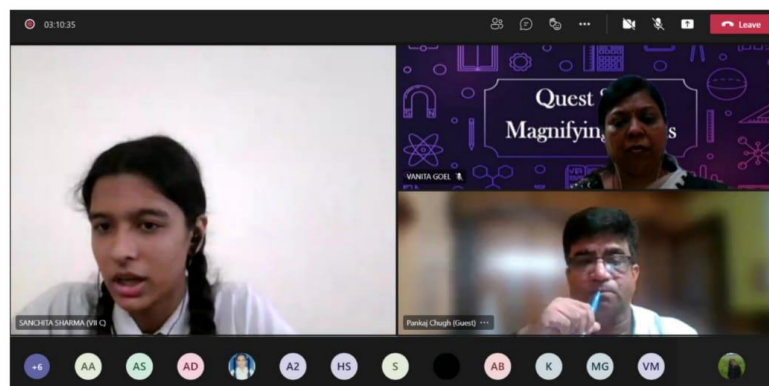 03:10:35
Leave
Quest
Magnifying
VANITA GOEL
SANCHITA SHARMA (VII C)
Pankaj Chugh (Guest)
+6
AA
AS
AD
A2
HS
S
AB
K
MG
VM